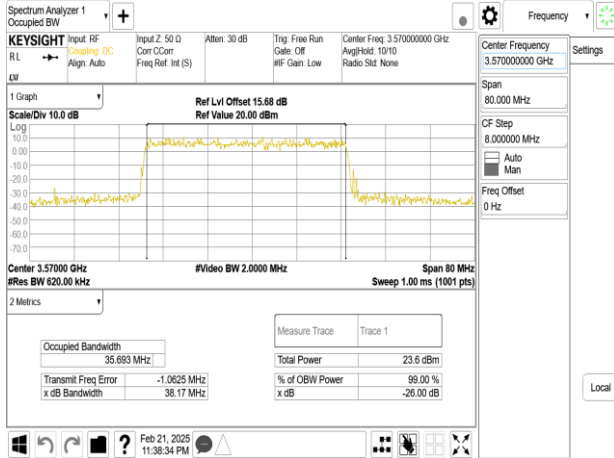 Spectrum Analyzer 1
Occupied BW
+
Frequency
KEYSIGHT
RL
Input: RF
Coupling: DC
Align: Auto
Input Z: 50 Ω
Corr CCorr
Freq Ref: Int (S)
Atten: 30 dB
Trig: Free Run
Gate: Off
#IF Gain: Low
Center Freq: 3.570000000 GHz
Avg|Hold: 10/10
Radio Std: None
Center Frequency
3.570000000 GHz
Settings
Span
80.000 MHz
CF Step
8.000000 MHz
Auto
Man
Freq Offset
0 Hz
Local
1 Graph
Scale/Div 10.0 dB
Ref Lvl Offset 15.68 dB
Ref Value 20.00 dBm
Log
10.0
0.00
-10.0
-20.0
-30.0
-40.0
-50.0
-60.0
-70.0
Center 3.57000 GHz
#Res BW 620.00 kHz
#Video BW 2.0000 MHz
Span 80 MHz
Sweep 1.00 ms (1001 pts)
2 Metrics
Measure Trace
Trace 1
Occupied Bandwidth
35.693 MHz
Total Power
23.6 dBm
Transmit Freq Error
-1.0625 MHz
% of OBW Power
99.00 %
x dB Bandwidth
38.17 MHz
x dB
-26.00 dB
?
Feb 21, 2025
11:38:34 PM